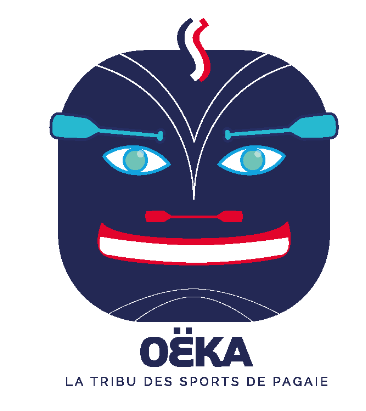 OËKA
LA TRIBU DES SPORTS DE PAGAIE